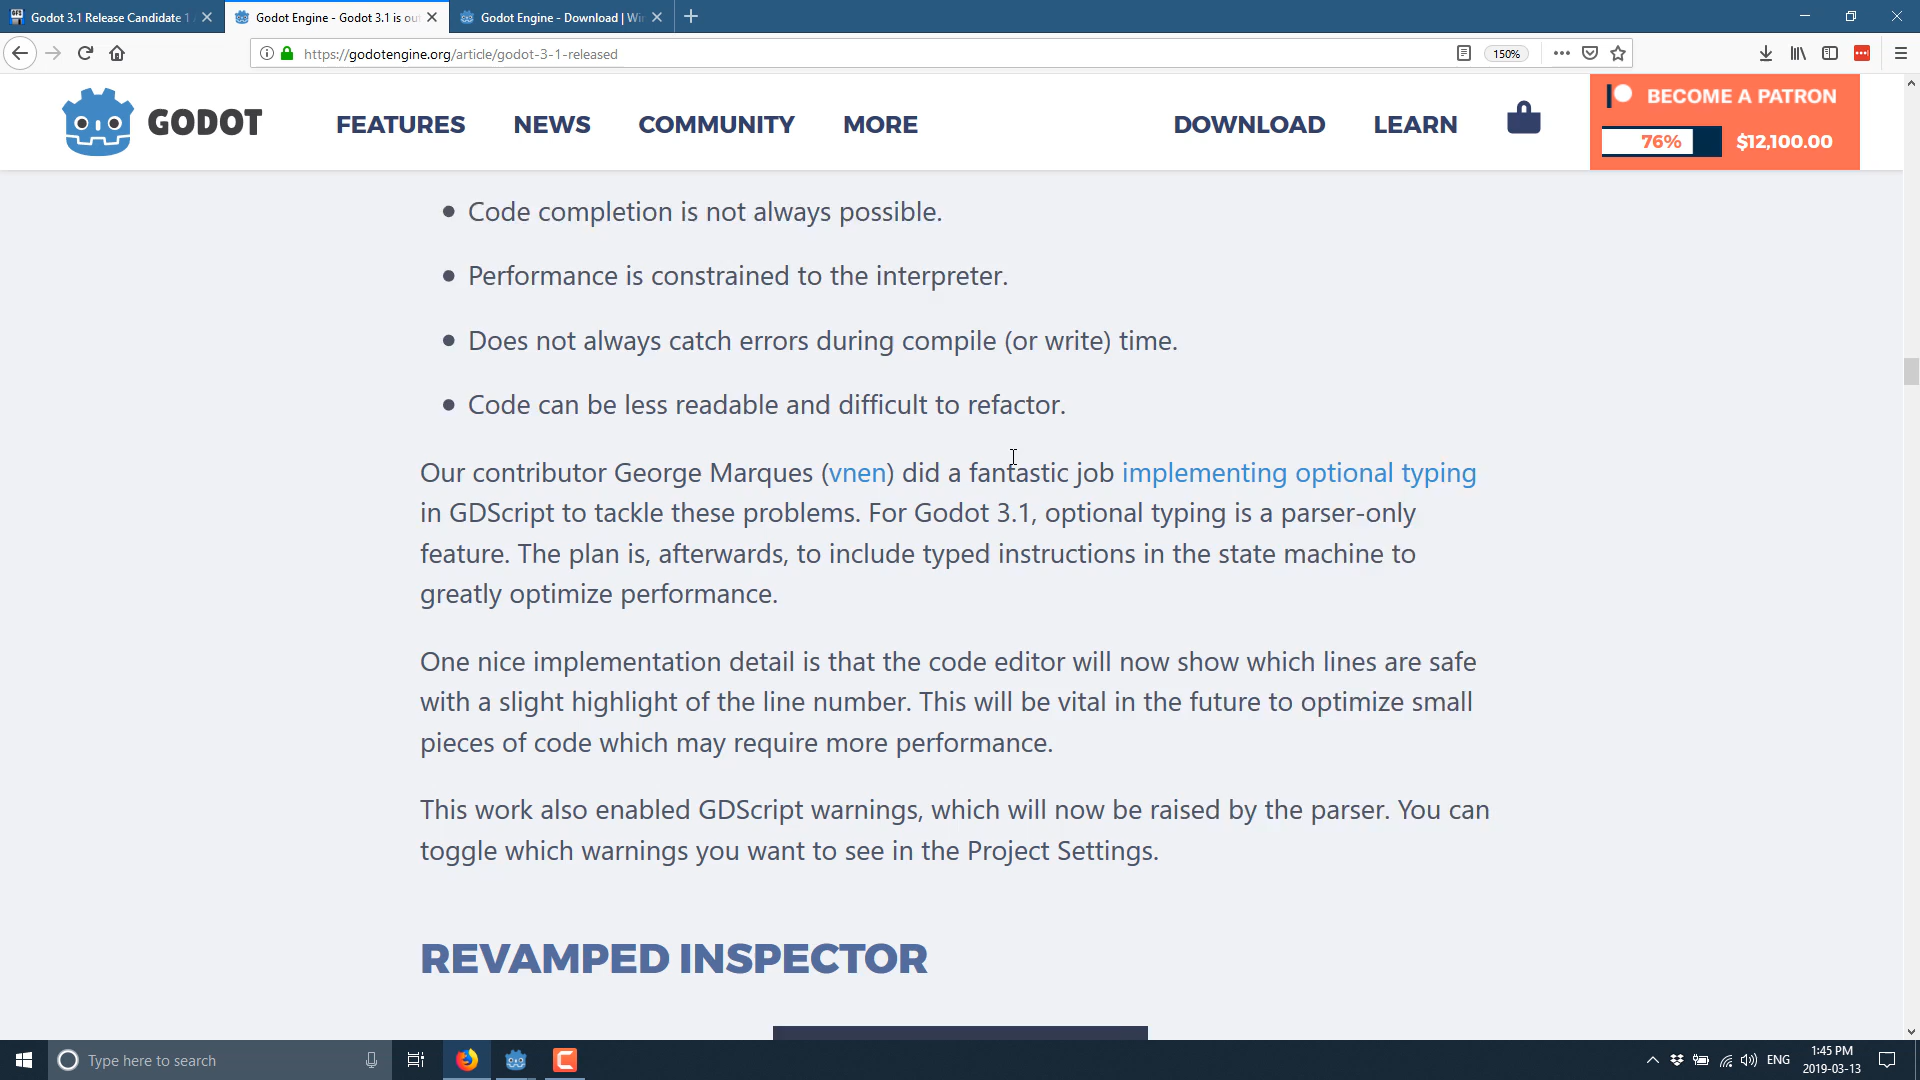 Godot 3.1 Release Candidate 1
Godot Engine - Godot 3.1 is ou
Godot Engine - Download | Wi
https://godotengine.org/article/godot-3-1-released
150%
GODOT
FEATURES
NEWS
COMMUNITY
MORE
DOWNLOAD
LEARN
BECOME A PATRON
76%
$12,100.00
Code completion is not always possible.
Performance is constrained to the interpreter.
Does not always catch errors during compile (or write) time.
Code can be less readable and difficult to refactor.
Our contributor George Marques (vnen) did a fantastic job implementing optional typing
in GDScript to tackle these problems. For Godot 3.1, optional typing is a parser-only
feature. The plan is, afterwards, to include typed instructions in the state machine to
greatly optimize performance.
One nice implementation detail is that the code editor will now show which lines are safe
with a slight highlight of the line number. This will be vital in the future to optimize small
pieces of code which may require more performance.
This work also enabled GDScript warnings, which will now be raised by the parser. You can
toggle which warnings you want to see in the Project Settings.
REVAMPED INSPECTOR
Type here to search
ENG
1:45 PM
2019-03-13